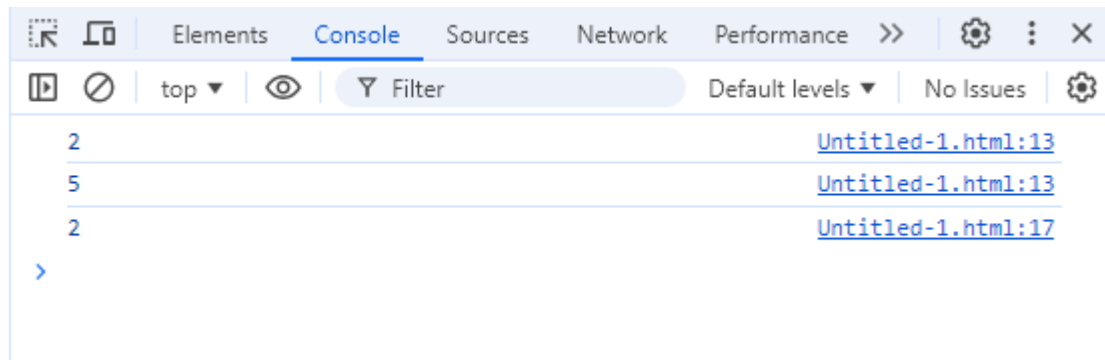 Elements Console Sources Network Performance
top Filter Default levels No Issues
2 Untitled-1.html:13
5 Untitled-1.html:13
2 Untitled-1.html:17